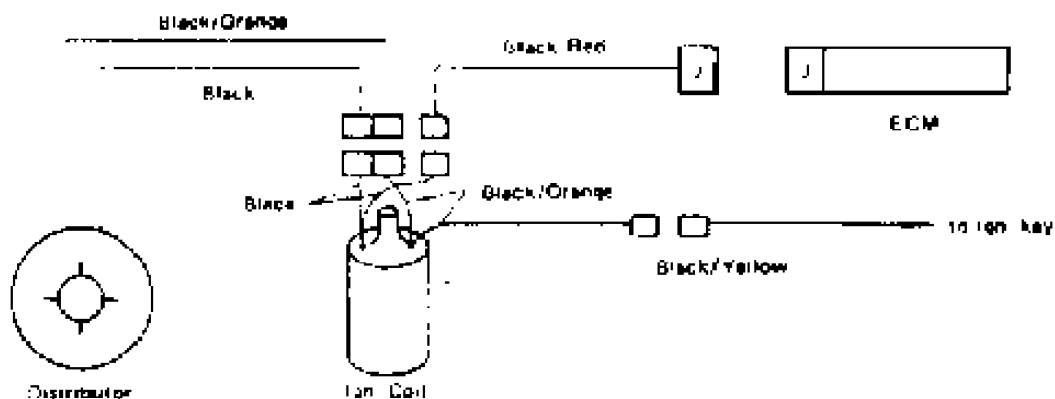 Black/Orange
Black Red
Black
J
J
ECM
Black
Black/Orange
to Ign key
Black/Yellow
Distributor
Ign Coil